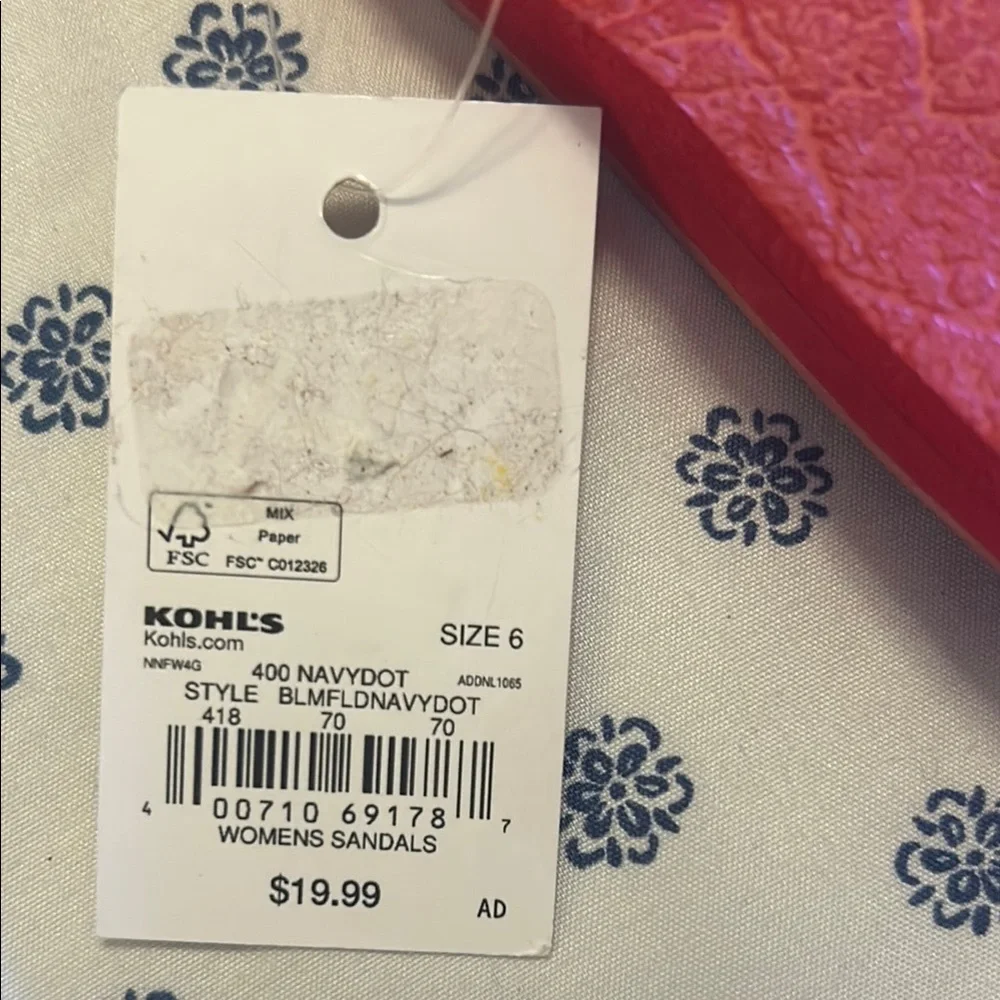 MIX
Paper
FSC
FSC™ C012326
KOHL'S
Kohls.com
SIZE 6
NNFW4G
400 NAVYDOT
ADDNL1065
STYLE BLMFLDNAVYDOT
418 70 70
4 00710 69178 7
WOMENS SANDALS
$19.99
AD